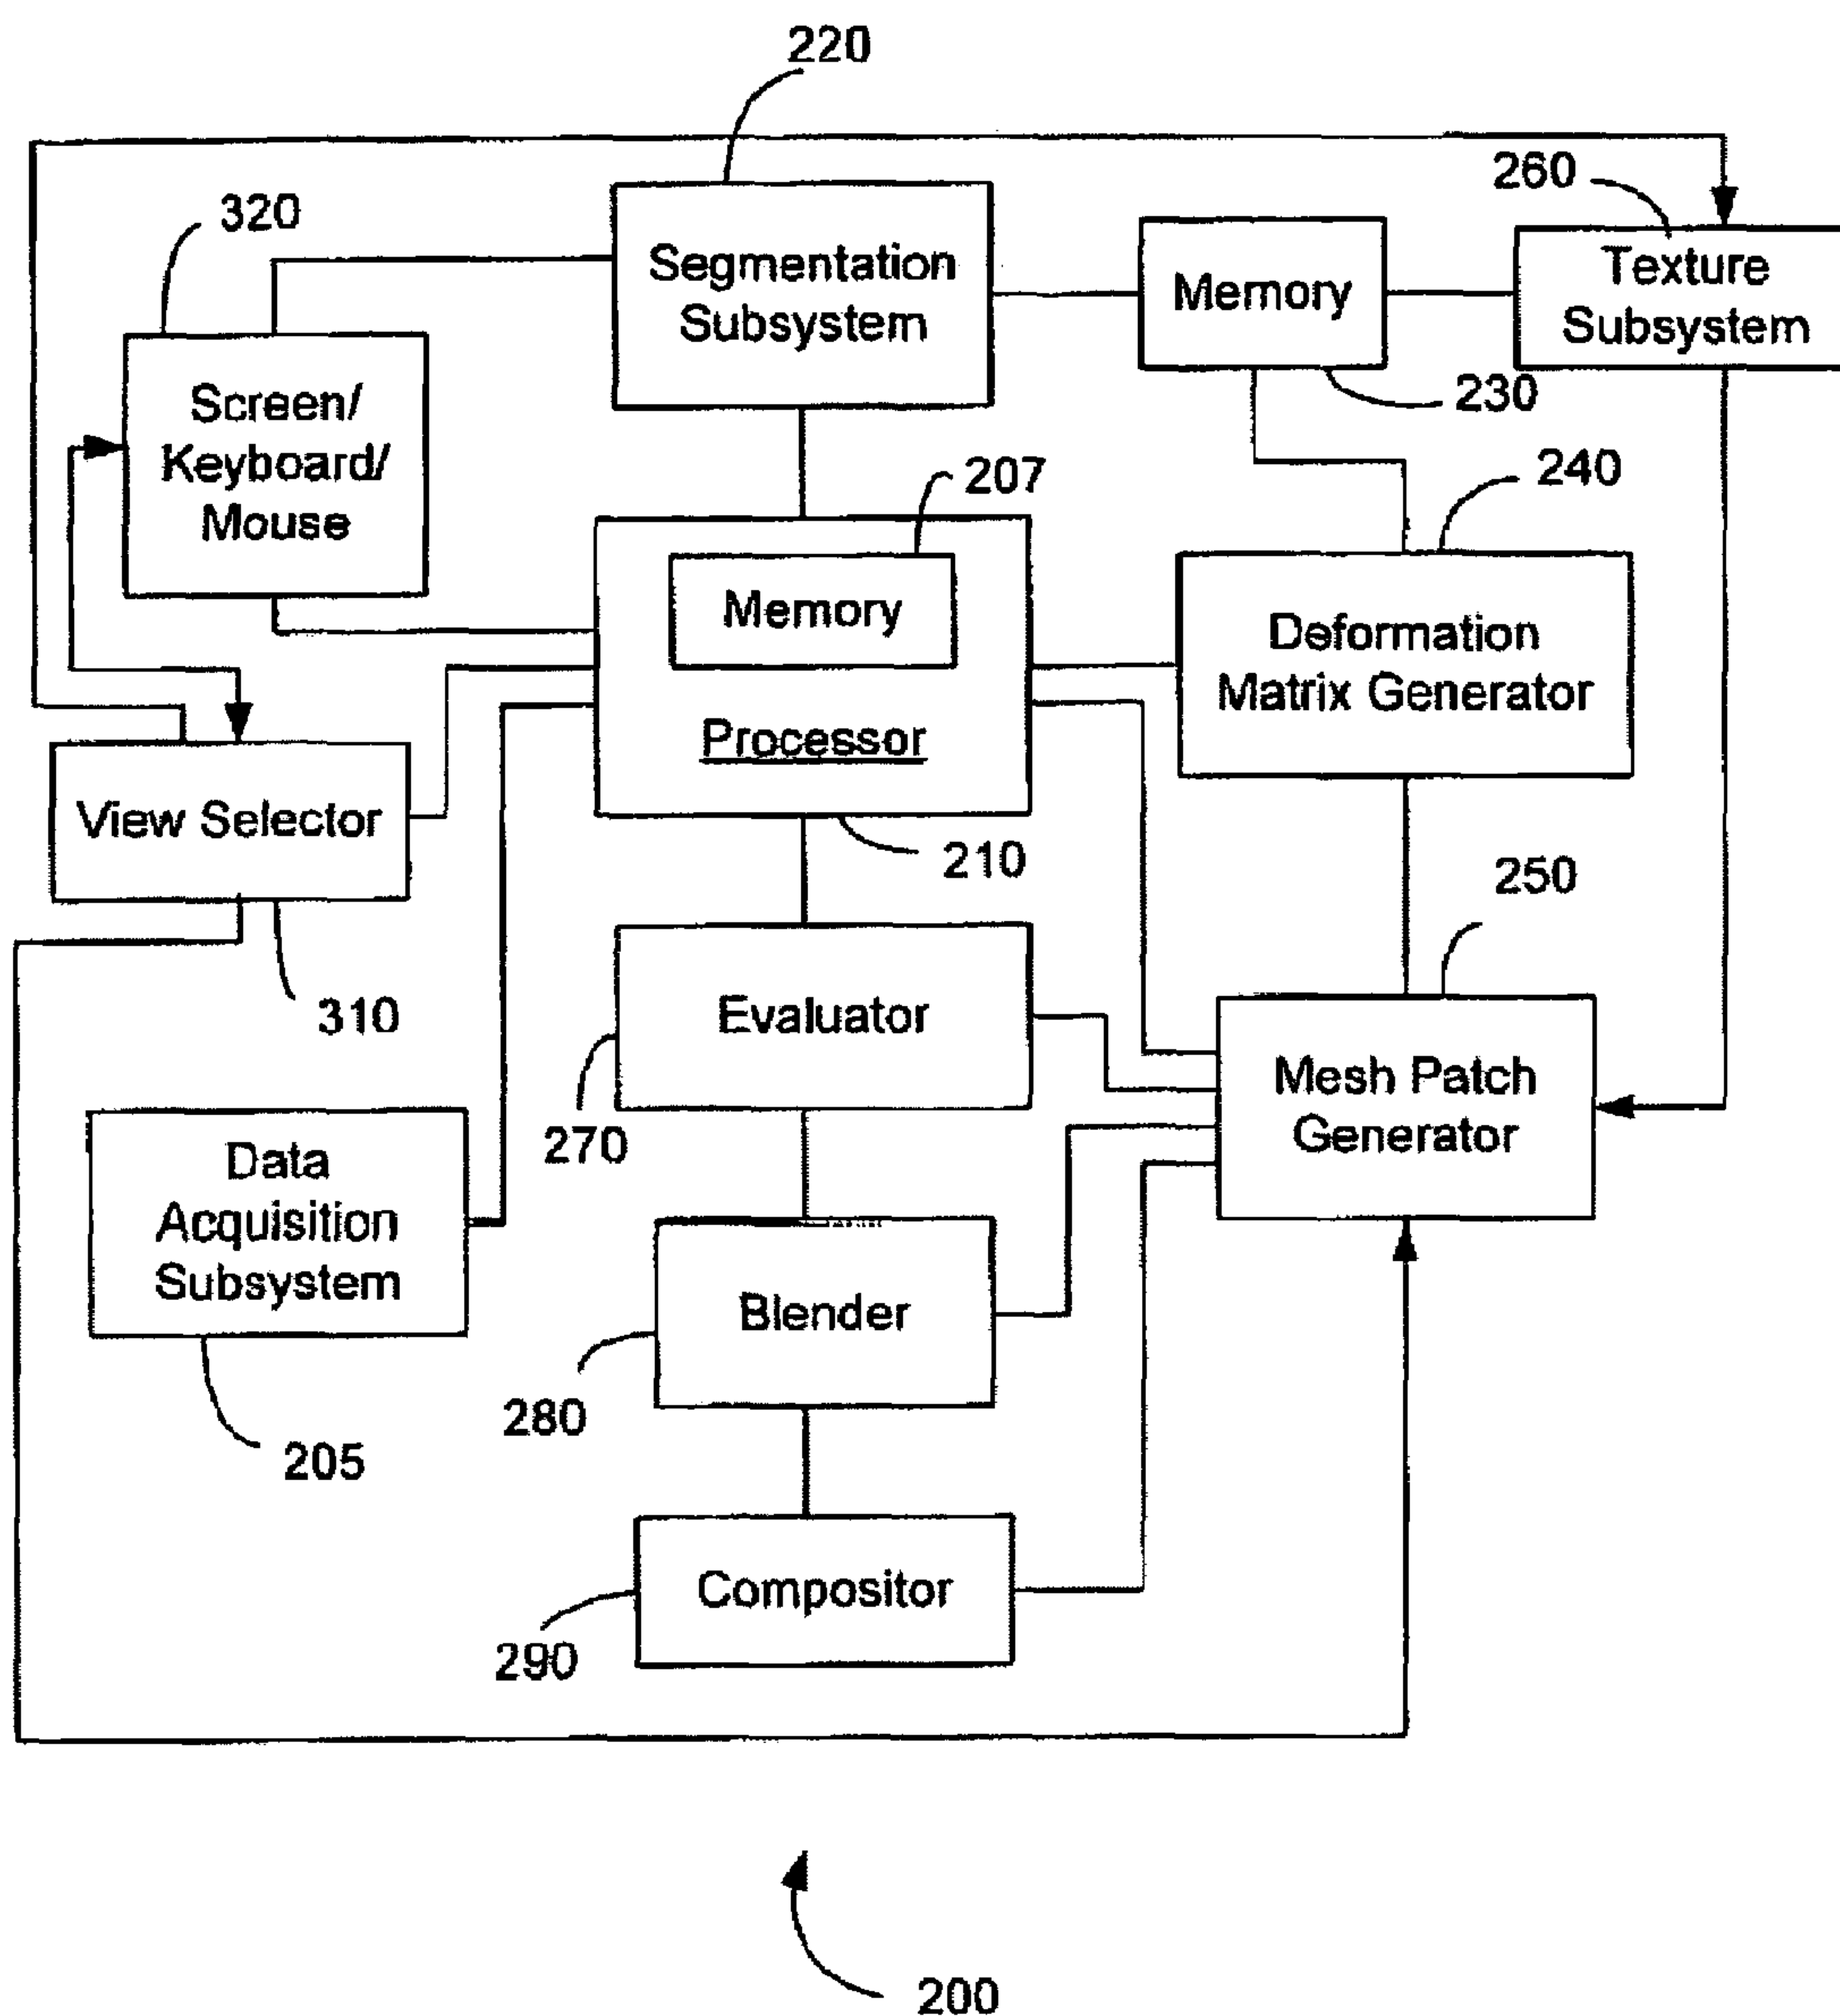 220
260
320
Segmentation
Subsystem
Memory
Texture
Subsystem
230
Screen/
Keyboard/
Mouse
207
240
Memory
Processor
Deformation
Matrix Generator
View Selector
210
250
310
Evaluator
270
Mesh Patch
Generator
Data
Acquisition
Subsystem
205
Blender
280
Compositor
290
200